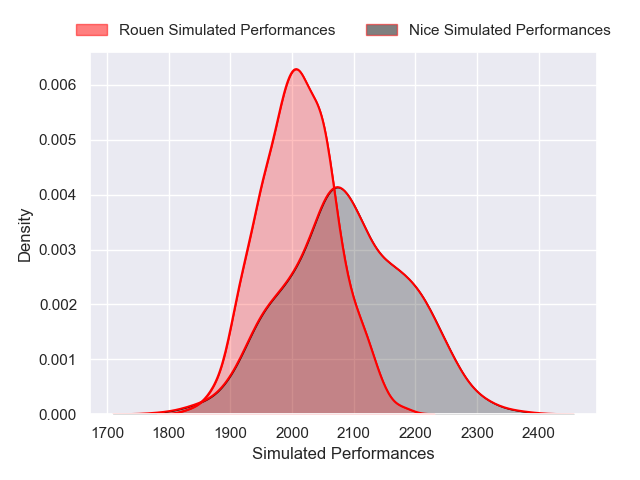 Rouen Simulated Performances Nice Simulated Performances
0.006
0.005
0.004
0.003
0.002
0.001
0.000
Density
1700 1800 1900 2000 2100 2200 2300 2400
Simulated Performances